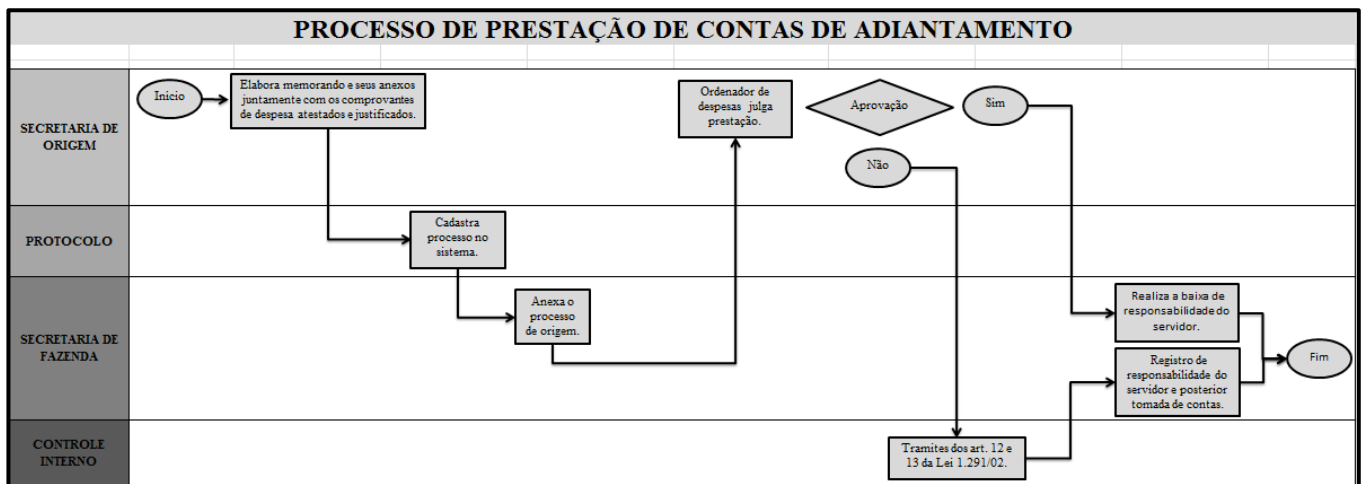 PROCESSO DE PRESTAÇÃO DE CONTAS DE ADIANTAMENTO
SECRETARIA DE
ORIGEM
Inicio
Elabora memorando e seus anexos
juntamente com os comprovantes
de despesa atestados e justificados.
Ordenador de
despesas julga
prestação.
Aprovação
Sim
Não
PROTOCOLO
Cadastra
processo no
sistema.
SECRETARIA DE
FAZENDA
Anexa o
processo
de origem.
Realiza a baixa de
responsabilidade do
servidor.
Registro de
responsabilidade do
servidor e posterior
tomada de contas.
Fim
CONTROLE
INTERNO
Tramites dos art. 12 e
13 da Lei 1.291/02.